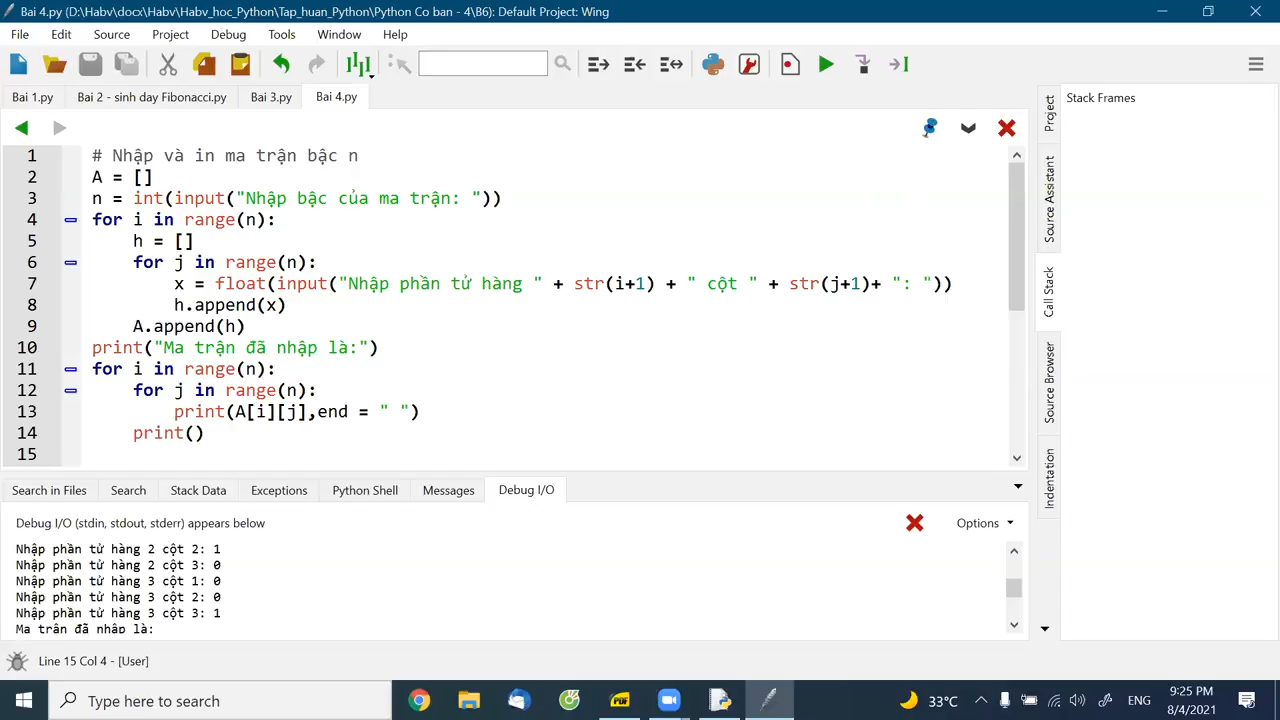 Bai 4.py (D:\Habv\docx\Habv\Habv_hoc_Python\Tap_huan_Python\Python Co ban - 4\B6): Default Project: Wing
File Edit Source Project Debug Tools Window Help
Bai 1.py Bai 2 - sinh day Fibonacci.py Bai 3.py Bai 4.py
1 # Nhập và in ma trận bậc n
2 A = []
3 n = int(input("Nhập bậc của ma trận: "))
4 for i in range(n):
5 h = []
6 for j in range(n):
7 x = float(input("Nhập phần tử hàng " + str(i+1) + " cột " + str(j+1)+ ": "))
8 h.append(x)
9 A.append(h)
10 print("Ma trận đã nhập là:")
11 for i in range(n):
12 for j in range(n):
13 print(A[i][j],end = " ")
14 print()
15
Search in Files Search Stack Data Exceptions Python Shell Messages Debug I/O
Debug I/O (stdin, stdout, stderr) appears below
Options
Nhập phần tử hàng 2 cột 2: 1
Nhập phần tử hàng 2 cột 3: 0
Nhập phần tử hàng 3 cột 1: 0
Nhập phần tử hàng 3 cột 2: 0
Nhập phần tử hàng 3 cột 3: 1
Ma trận đã nhập là:
Project
Source Assistant
Call Stack
Source Browser
Indentation
Stack Frames
Line 15 Col 4 - [User]
Type here to search
PDF
33°C
ENG
9:25 PM
8/4/2021